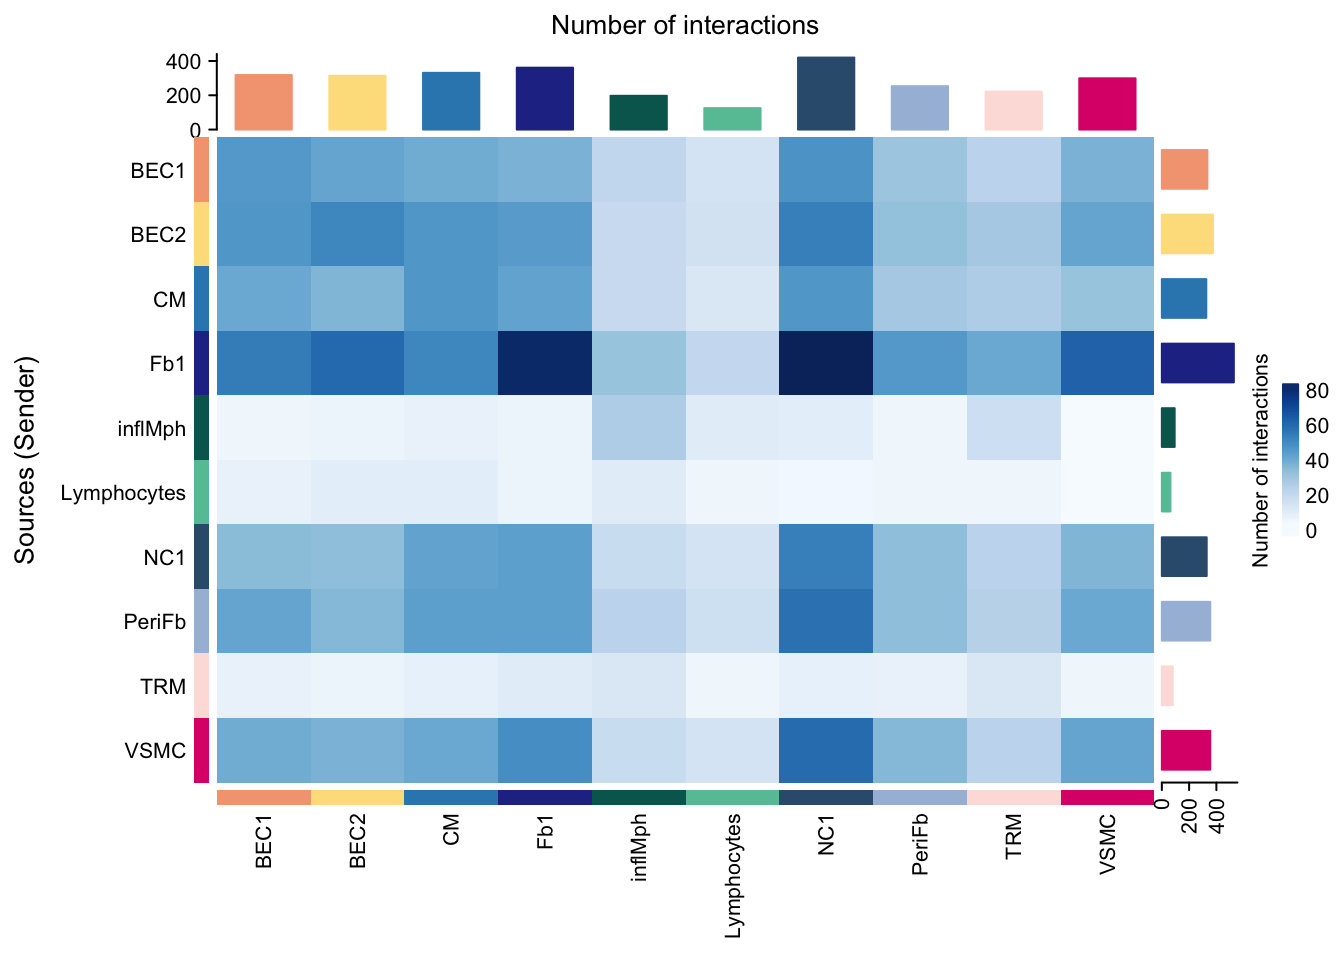 Number of interactions
400
200
0
BEC1
BEC2
CM
Fb1
inflMph
Lymphocytes
NC1
PeriFb
TRM
VSMC
Sources (Sender)
BEC1
BEC2
CM
Fb1
inflMph
Lymphocytes
NC1
PeriFb
TRM
VSMC
0
200
400
Number of interactions
80
60
40
20
0